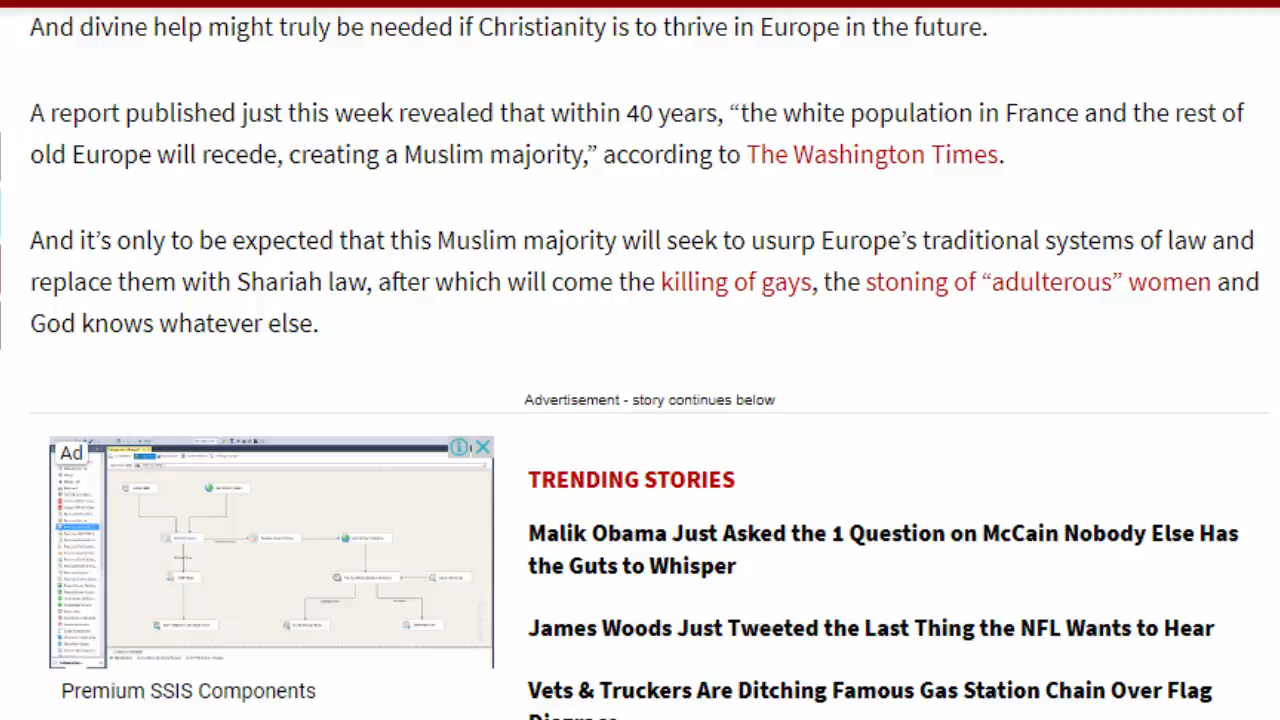 And divine help might truly be needed if Christianity is to thrive in Europe in the future.
A report published just this week revealed that within 40 years, “the white population in France and the rest of
old Europe will recede, creating a Muslim majority,” according to The Washington Times.
And it’s only to be expected that this Muslim majority will seek to usurp Europe’s traditional systems of law and
replace them with Shariah law, after which will come the killing of gays, the stoning of “adulterous” women and
God knows whatever else.
Advertisement - story continues below
Ad
Premium SSIS Components
TRENDING STORIES
Malik Obama Just Asked the 1 Question on McCain Nobody Else Has
the Guts to Whisper
James Woods Just Tweeted the Last Thing the NFL Wants to Hear
Vets & Truckers Are Ditching Famous Gas Station Chain Over Flag